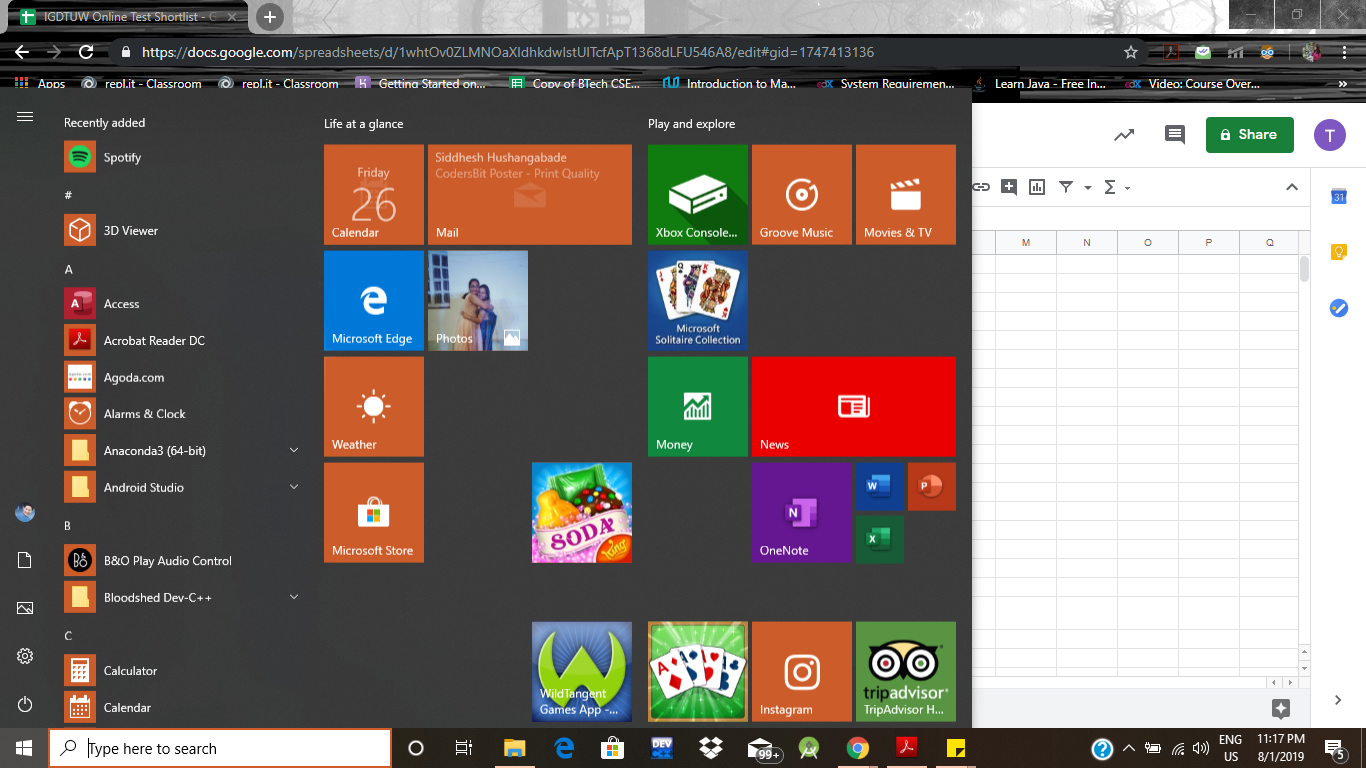 IGDTUW Online Test Shortlist - G
https://docs.google.com/spreadsheets/d/1whtOv0ZLMNOaXIdhkdwIstUITcfApT1368dLFU546A8/edit#gid=1747413136
Apps repl.it - Classroom repl.it - Classroom Getting Started on... Copy of BTech CSE... Introduction to Ma... System Requiremen... Learn Java - Free In... Video: Course Over... »
Share T
M N O P Q
Recently added
Spotify
#
3D Viewer
A
Access
Acrobat Reader DC
Agoda.com
Alarms & Clock
Anaconda3 (64-bit)
Android Studio
B
B&O Play Audio Control
Bloodshed Dev-C++
C
Calculator
Calendar
Life at a glance
Friday
26
Calendar
Siddhesh Hushangabade
CodersBit Poster - Print Quality
Mail
Microsoft Edge
Photos
Weather
Microsoft Store
SODA
King
WildTangent
Games App -...
Play and explore
Xbox Console...
Groove Music
Movies & TV
Microsoft
Solitaire Collection
Money
News
OneNote
Instagram
tripadvisor
TripAdvisor H...
31
Type here to search
DEV
99+
ENG
US
11:17 PM
8/1/2019
5